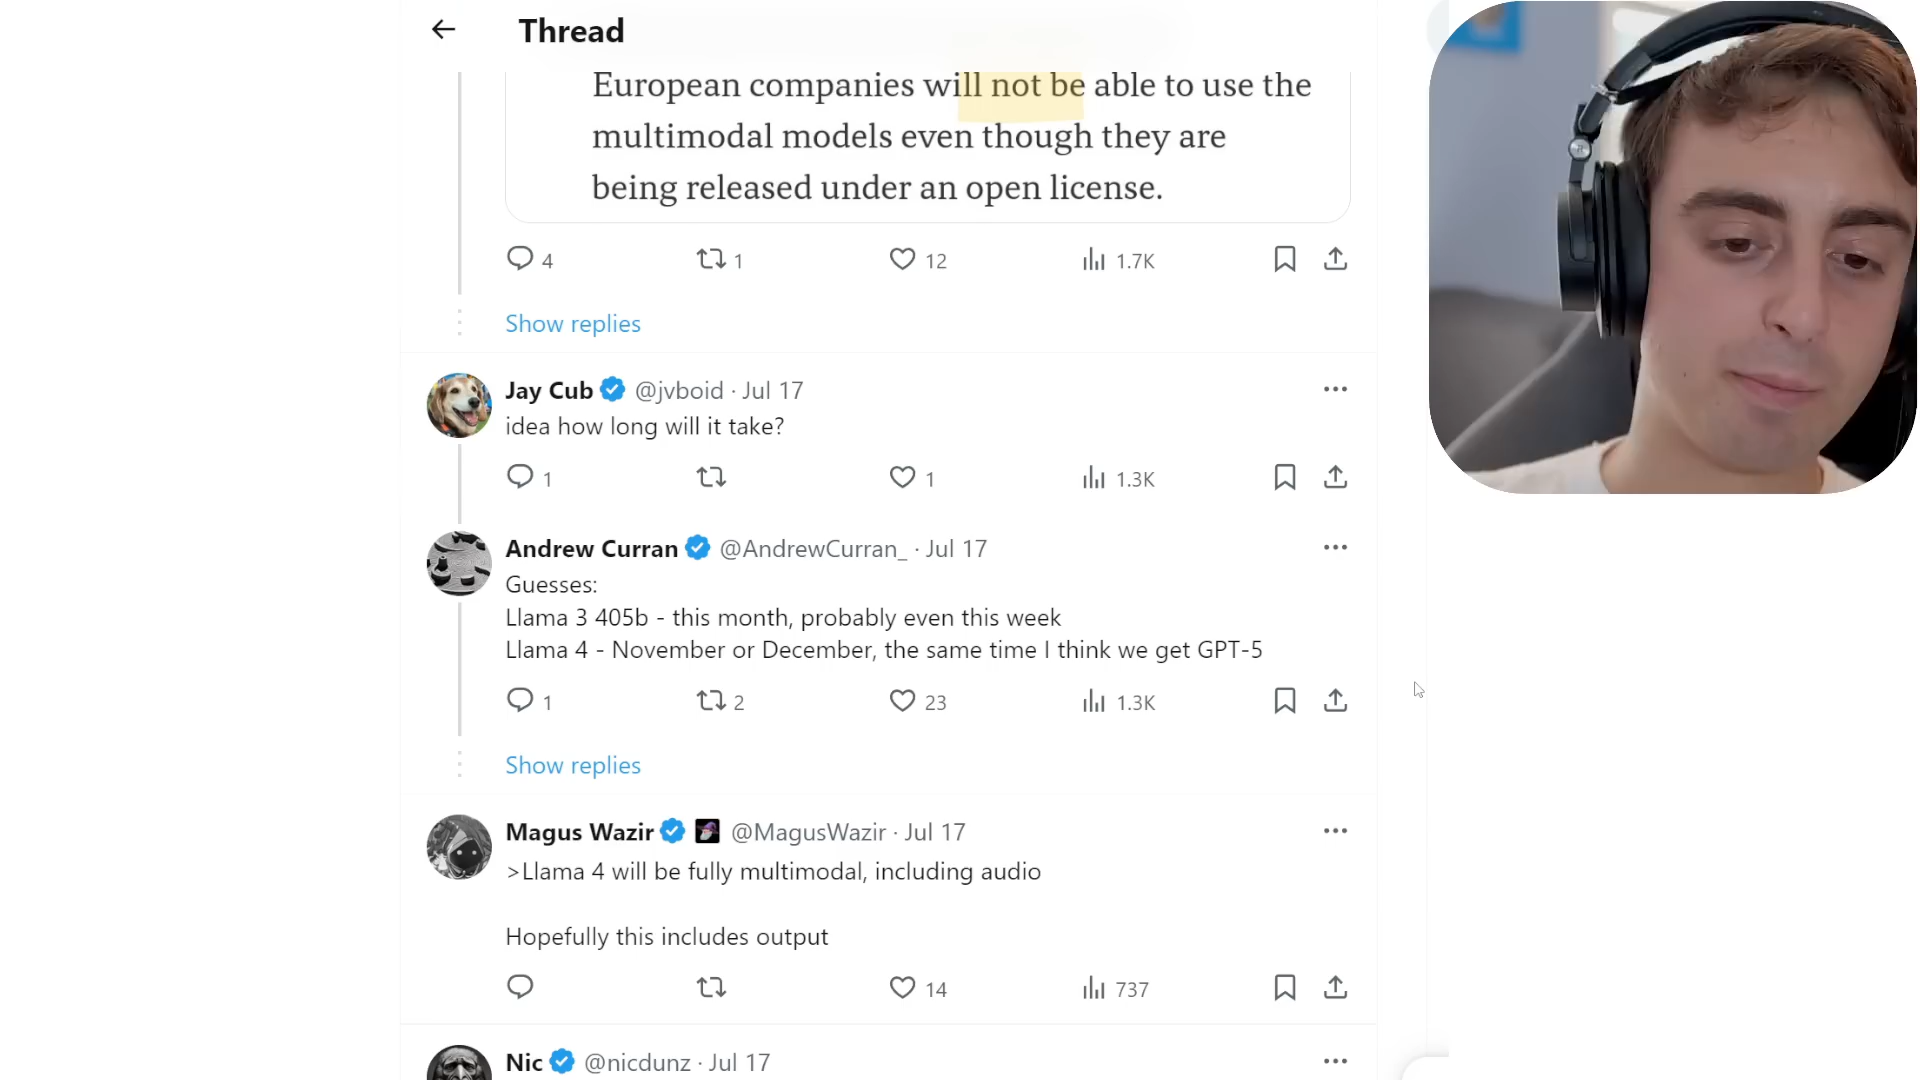 Thread
European companies will not be able to use the
multimodal models even though they are
being released under an open license.
4 1 12 1.7K
Show replies
Jay Cub @jvboid · Jul 17
idea how long will it take?
1 1 1.3K
Andrew Curran @AndrewCurran_ · Jul 17
Guesses:
Llama 3 405b - this month, probably even this week
Llama 4 - November or December, the same time I think we get GPT-5
1 2 23 1.3K
Show replies
Magus Wazir @MagusWazir · Jul 17
>Llama 4 will be fully multimodal, including audio
Hopefully this includes output
14 737
Nic @nicdunz · Jul 17